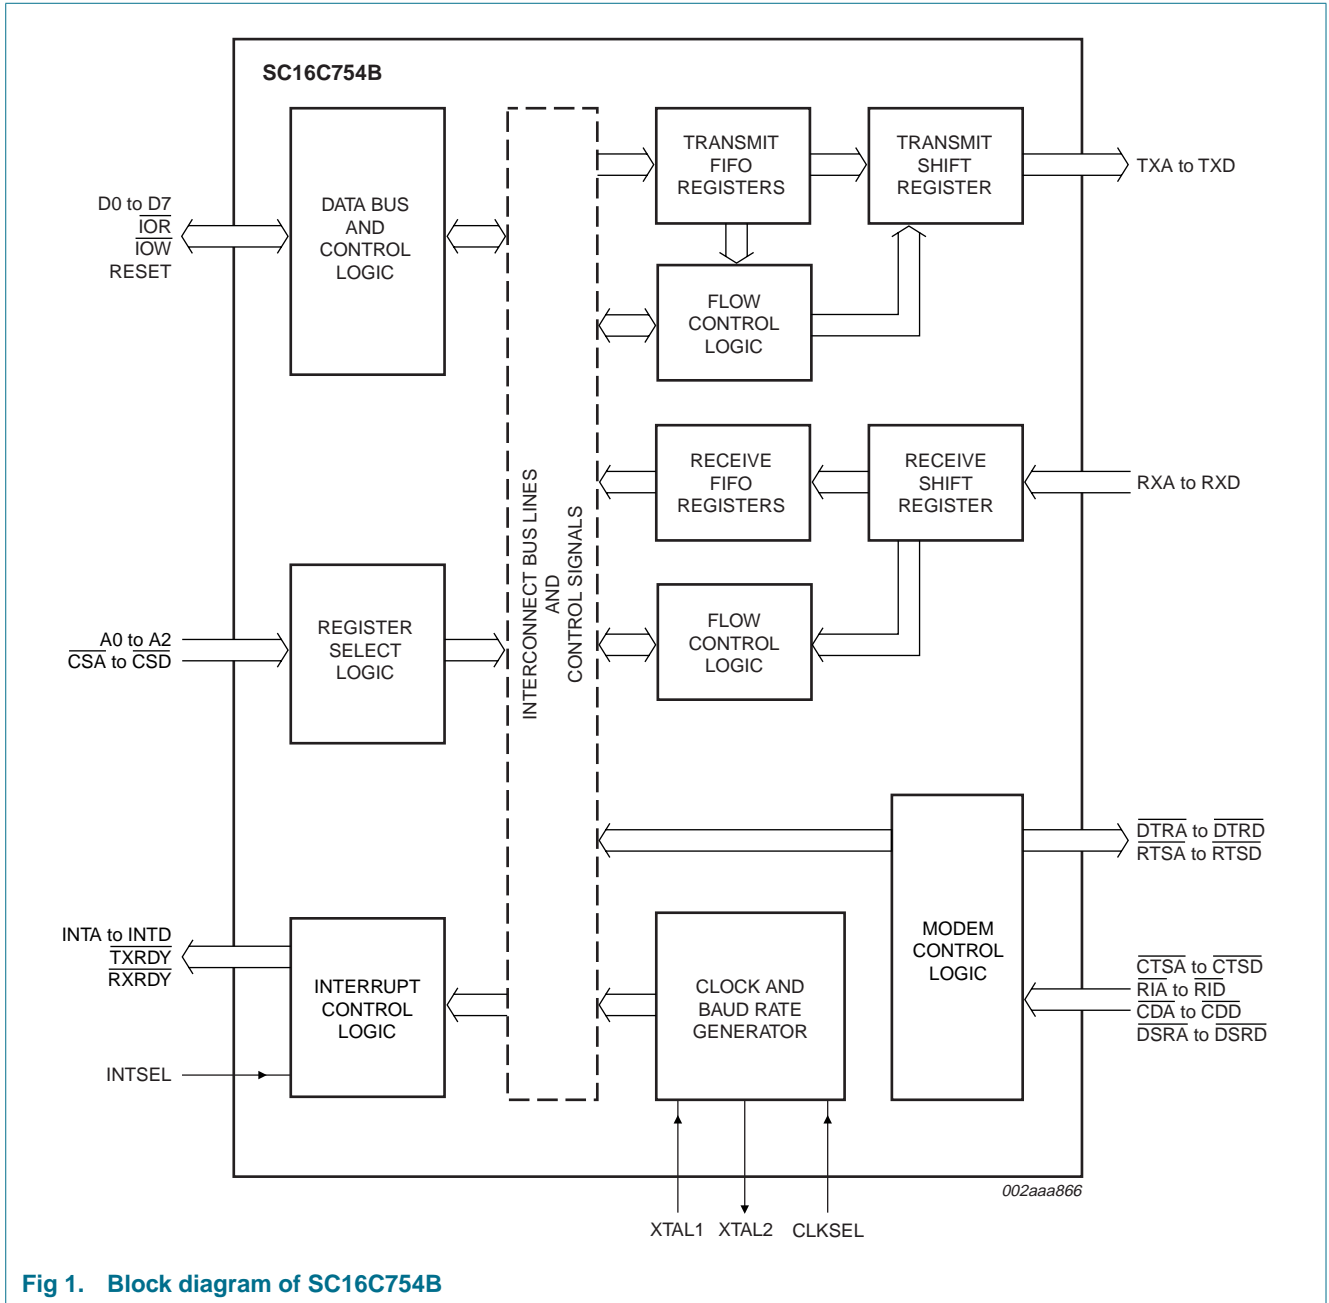 SC16C754B
D0 to D7
IOR
IOW
RESET
DATA BUS
AND
CONTROL
LOGIC
TRANSMIT
FIFO
REGISTERS
TRANSMIT
SHIFT
REGISTER
TXA to TXD
FLOW
CONTROL
LOGIC
RECEIVE
FIFO
REGISTERS
RECEIVE
SHIFT
REGISTER
RXA to RXD
INTERCONNECT BUS LINES
AND
CONTROL SIGNALS
A0 to A2
CSA to CSD
REGISTER
SELECT
LOGIC
FLOW
CONTROL
LOGIC
DTRA to DTRD
RTSA to RTSD
MODEM
CONTROL
LOGIC
CTSA to CTSD
RIA to RID
CDA to CDD
DSRA to DSRD
INTA to INTD
TXRDY
RXRDY
INTERRUPT
CONTROL
LOGIC
INTSEL
CLOCK AND
BAUD RATE
GENERATOR
002aaa866
XTAL1 XTAL2 CLKSEL
Fig 1. Block diagram of SC16C754B